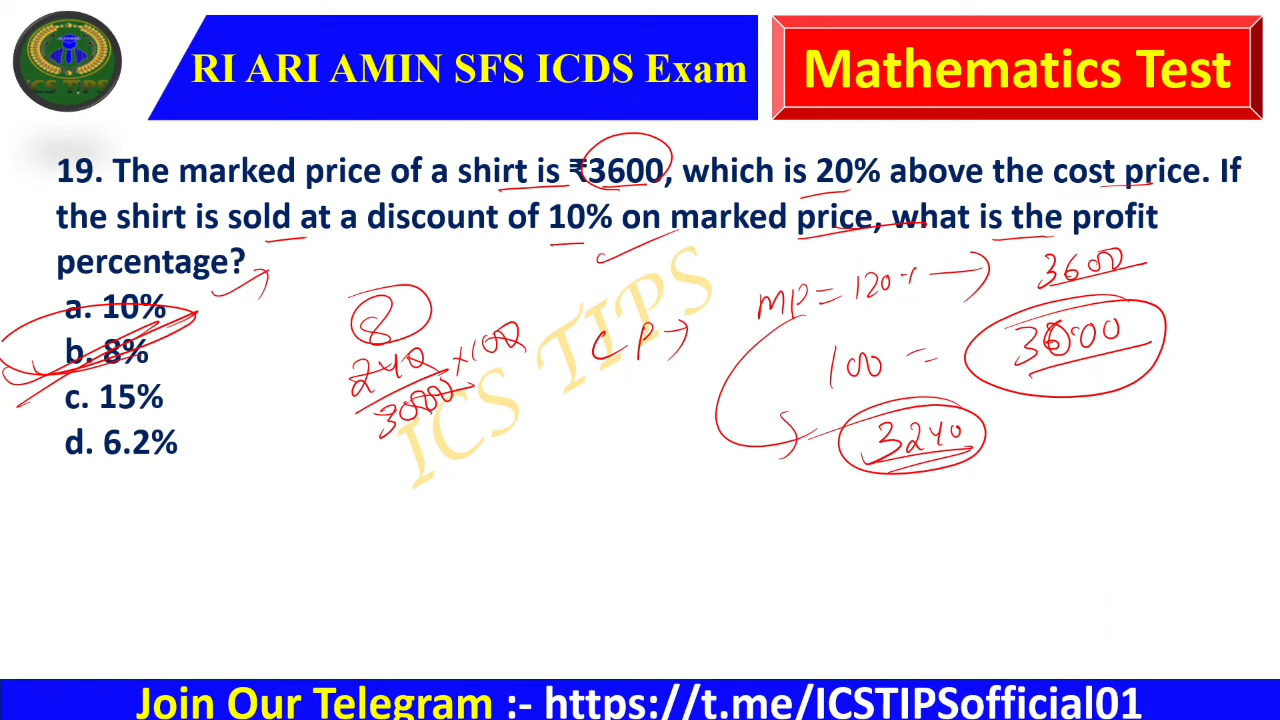 RI ARI AMIN SFS ICDS Exam
Mathematics Test
ICS TIPS
19. The marked price of a shirt is ₹3600, which is 20% above the cost price. If
the shirt is sold at a discount of 10% on marked price, what is the profit
percentage?
a. 10%
b. 8%
c. 15%
d. 6.2%
8
240 × 100
3000
CP →
MP = 120% → 3600
100 = 3000
3240
ICS TIPS
Join Our Telegram :- https://t.me/ICSTIPSofficial01